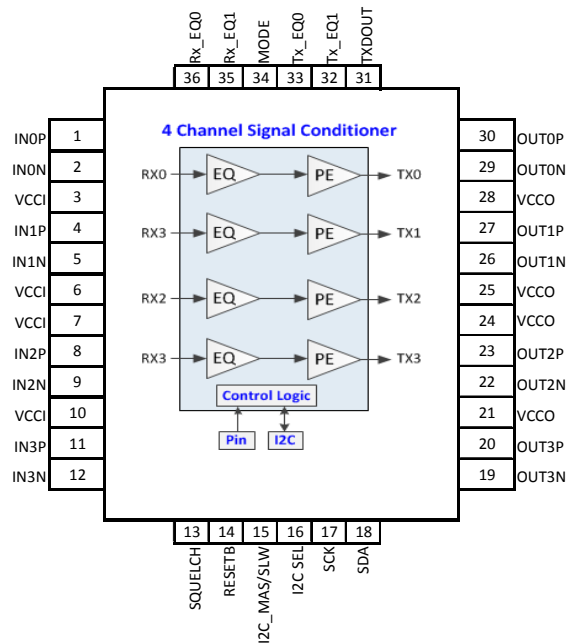 Rx_EQ0
Rx_EQ1
MODE
Tx_EQ0
Tx_EQ1
TXDOUT
36 35 34 33 32 31
4 Channel Signal Conditioner
IN0P 1
IN0N 2
VCCI 3
IN1P 4
IN1N 5
VCCI 6
VCCI 7
IN2P 8
IN2N 9
VCCI 10
IN3P 11
IN3N 12
RX0 EQ PE TX0
RX3 EQ PE TX1
RX2 EQ PE TX2
RX3 EQ PE TX3
Control Logic
Pin I2C
30 OUT0P
29 OUT0N
28 VCCO
27 OUT1P
26 OUT1N
25 VCCO
24 VCCO
23 OUT2P
22 OUT2N
21 VCCO
20 OUT3P
19 OUT3N
13 14 15 16 17 18
SQUELCH
RESETB
I2C_MAS/SLW
I2C SEL
SCK
SDA